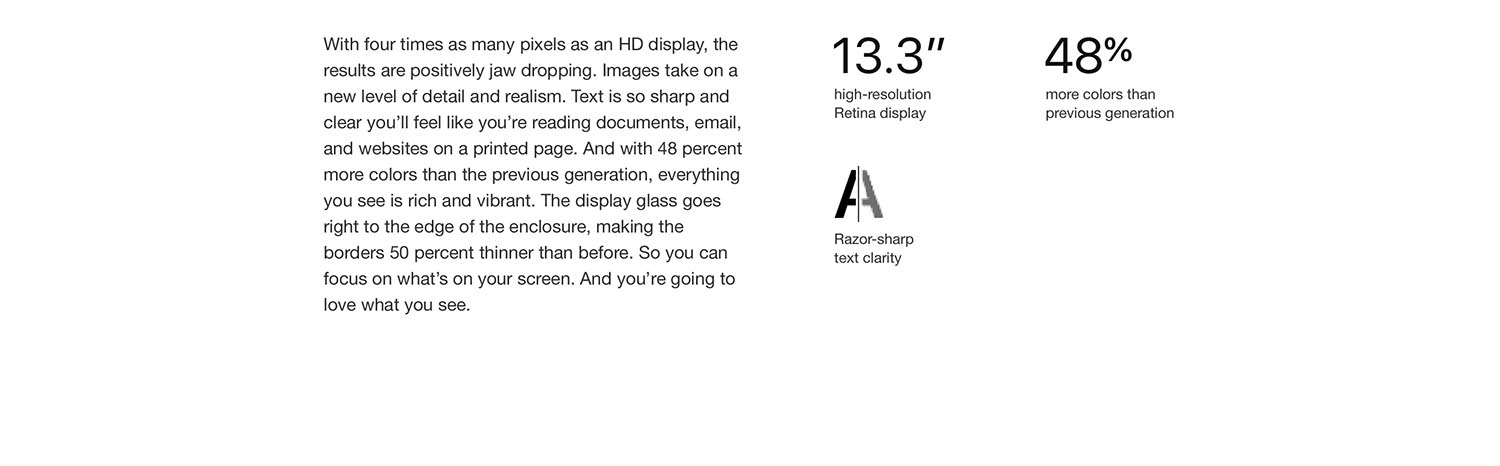 With four times as many pixels as an HD display, the
results are positively jaw dropping. Images take on a
new level of detail and realism. Text is so sharp and
clear you’ll feel like you’re reading documents, email,
and websites on a printed page. And with 48 percent
more colors than the previous generation, everything
you see is rich and vibrant. The display glass goes
right to the edge of the enclosure, making the
borders 50 percent thinner than before. So you can
focus on what’s on your screen. And you’re going to
love what you see.
13.3″
high-resolution
Retina display
48%
more colors than
previous generation
A
Razor-sharp
text clarity